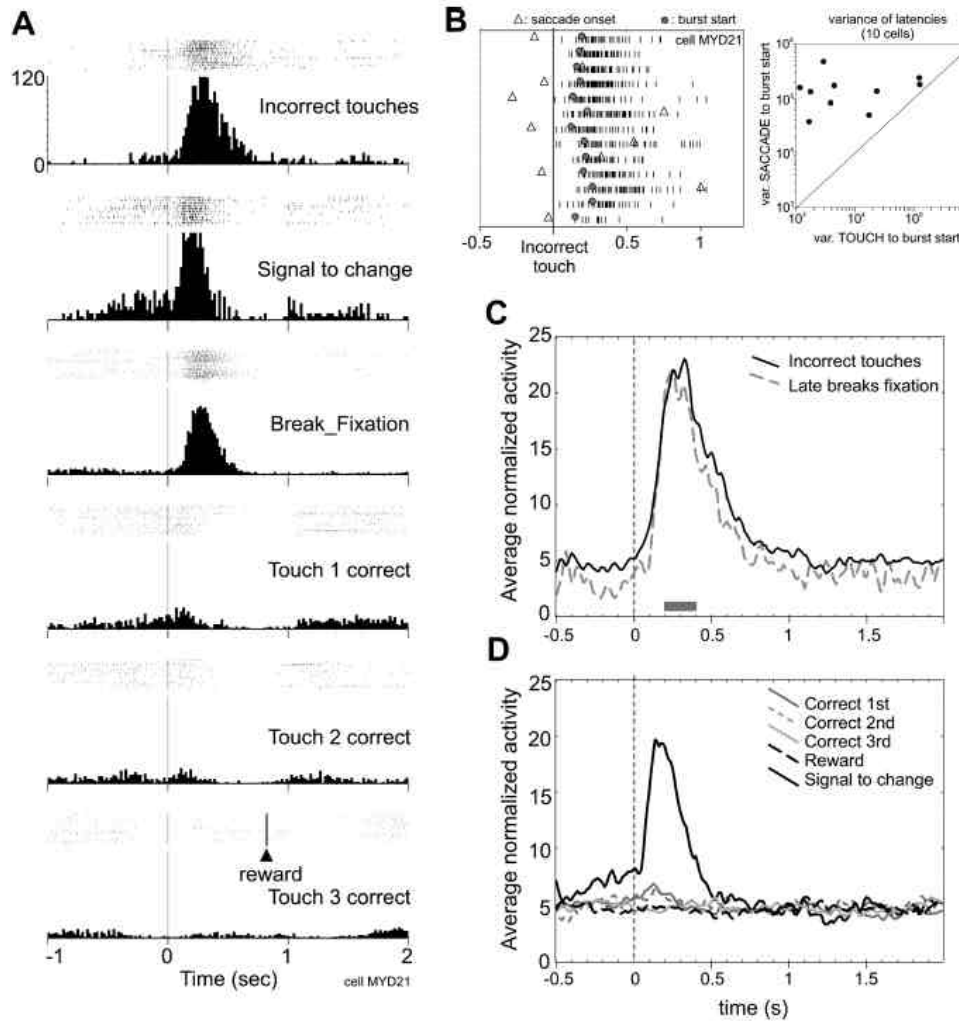 A
120
0
Incorrect touches
Signal to change
Break_Fixation
Touch 1 correct
Touch 2 correct
reward
Touch 3 correct
-1 0 1 2
Time (sec)
cell MYD21
B
△: saccade onset ●: burst start
cell MYD21
-0.5 0.5 1
Incorrect
touch
variance of latencies
(10 cells)
var. SACCADE to burst start
var. TOUCH to burst start
C
25
20
15
10
5
0
Average normalized activity
Incorrect touches
Late breaks fixation
-0.5 0 0.5 1 1.5
D
25
20
15
10
5
0
Average normalized activity
Correct 1st
Correct 2nd
Correct 3rd
Reward
Signal to change
-0.5 0 0.5 1 1.5
time (s)